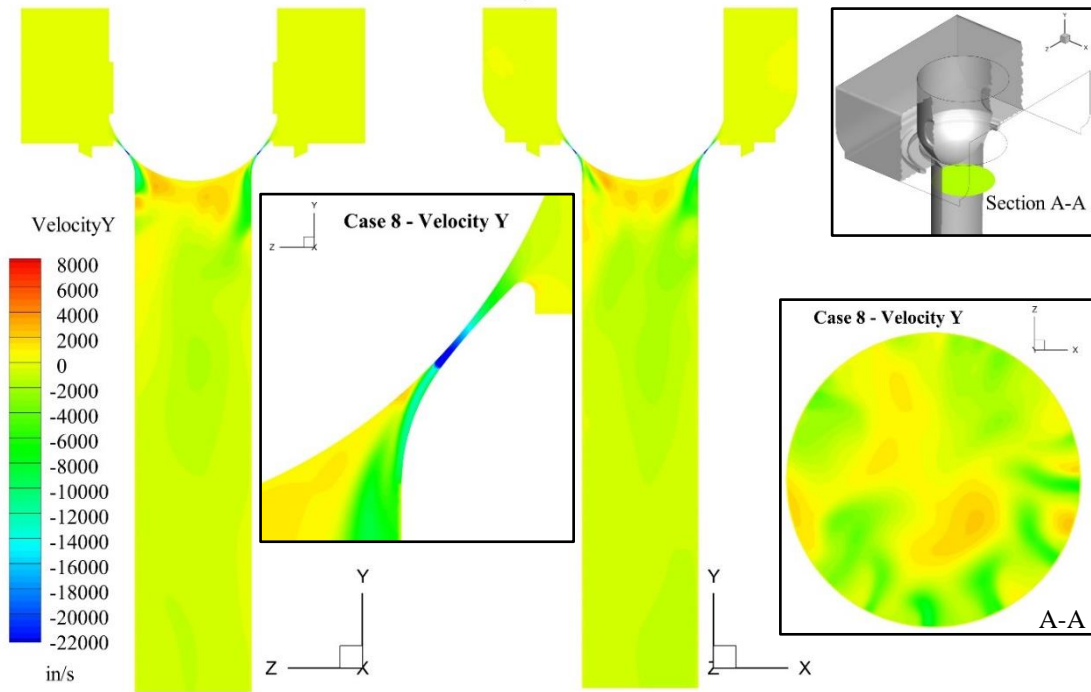 VelocityY
8000
6000
4000
2000
0
-2000
-4000
-6000
-8000
-10000
-12000
-14000
-16000
-18000
-20000
-22000
in/s
Y
Z X
Case 8 - Velocity Y
Y
Z X
Y
Z X
Y
Z X
Section A-A
Case 8 - Velocity Y
Z
Y X
A-A